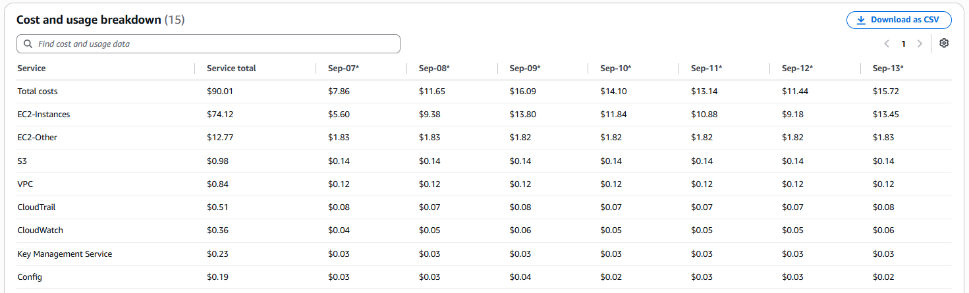 Cost and usage breakdown (15)
Download as CSV
Find cost and usage data
1
Service Service total Sep-07* Sep-08* Sep-09* Sep-10* Sep-11* Sep-12* Sep-13*
Total costs $90.01 $7.86 $11.65 $16.09 $14.10 $13.14 $11.44 $15.72
EC2-Instances $74.12 $5.60 $9.38 $13.80 $11.84 $10.88 $9.18 $13.45
EC2-Other $12.77 $1.83 $1.83 $1.82 $1.82 $1.82 $1.82 $1.83
S3 $0.98 $0.14 $0.14 $0.14 $0.14 $0.14 $0.14 $0.14
VPC $0.84 $0.12 $0.12 $0.12 $0.12 $0.12 $0.12 $0.12
CloudTrail $0.51 $0.08 $0.07 $0.08 $0.07 $0.07 $0.07 $0.08
CloudWatch $0.36 $0.04 $0.05 $0.06 $0.05 $0.05 $0.05 $0.06
Key Management Service $0.23 $0.03 $0.03 $0.03 $0.03 $0.03 $0.03 $0.03
Config $0.19 $0.03 $0.03 $0.04 $0.02 $0.03 $0.03 $0.02